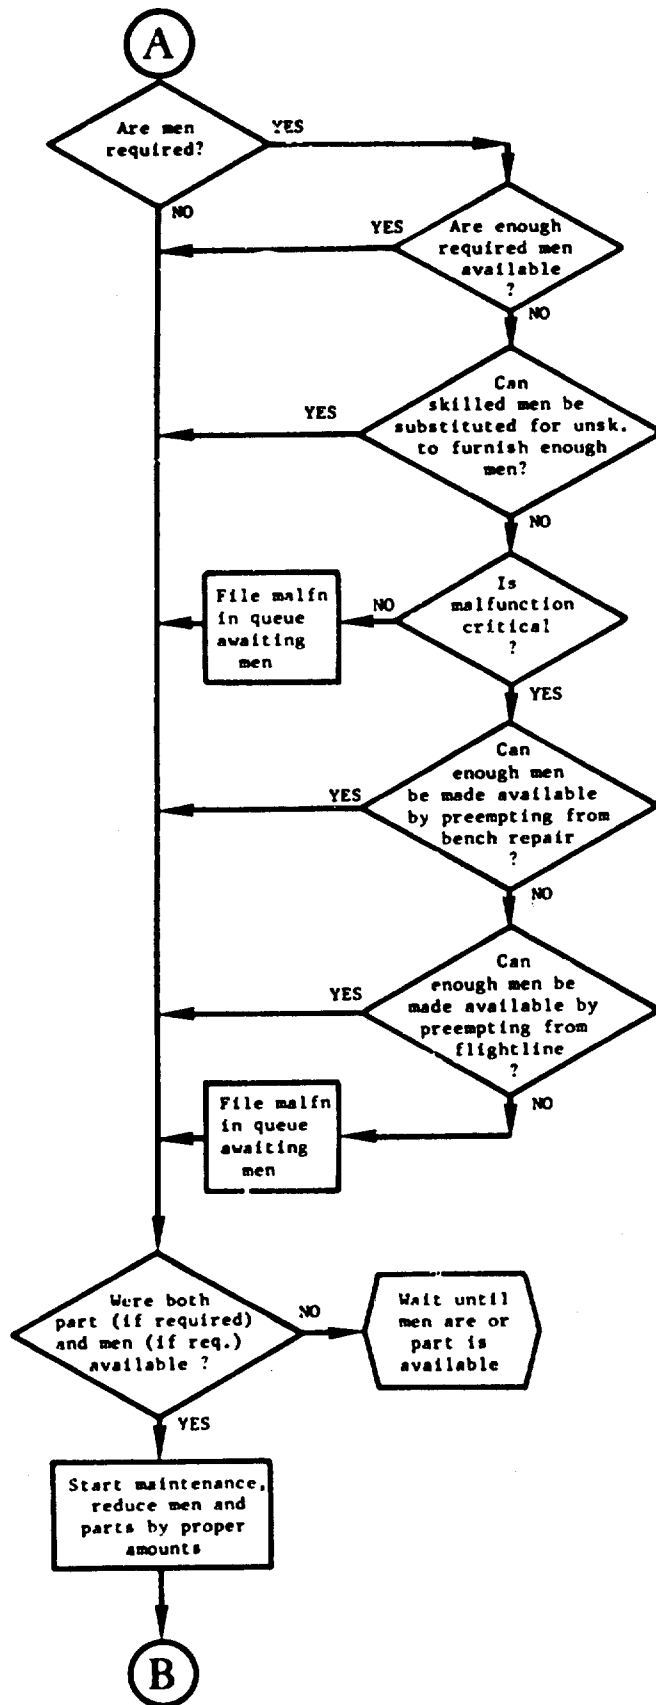 A
Are men
required?
YES
NO
Are enough
required men
available
?
YES
NO
Can
skilled men be
substituted for unsk.
to furnish enough
men?
YES
NO
Is
malfunction
critical
?
NO
File malfn
in queue
awaiting
men
YES
Can
enough men
be made available
by preempting from
bench repair
?
YES
NO
Can
enough men be
made available by
preempting from
flightline
?
YES
NO
File malfn
in queue
awaiting
men
Were both
part (if required)
and men (if req.)
available ?
NO
Wait until
men are or
part is
available
YES
Start maintenance,
reduce men and
parts by proper
amounts
B